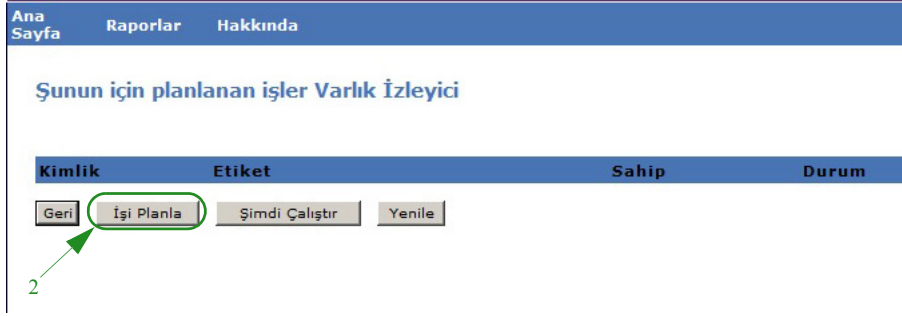 Ana Sayfa Raporlar Hakkında
Şunun için planlanan işler Varlık İzleyici
Kimlik Etiket Sahip Durum
Geri İşi Planla Şimdi Çalıştır Yenile
2